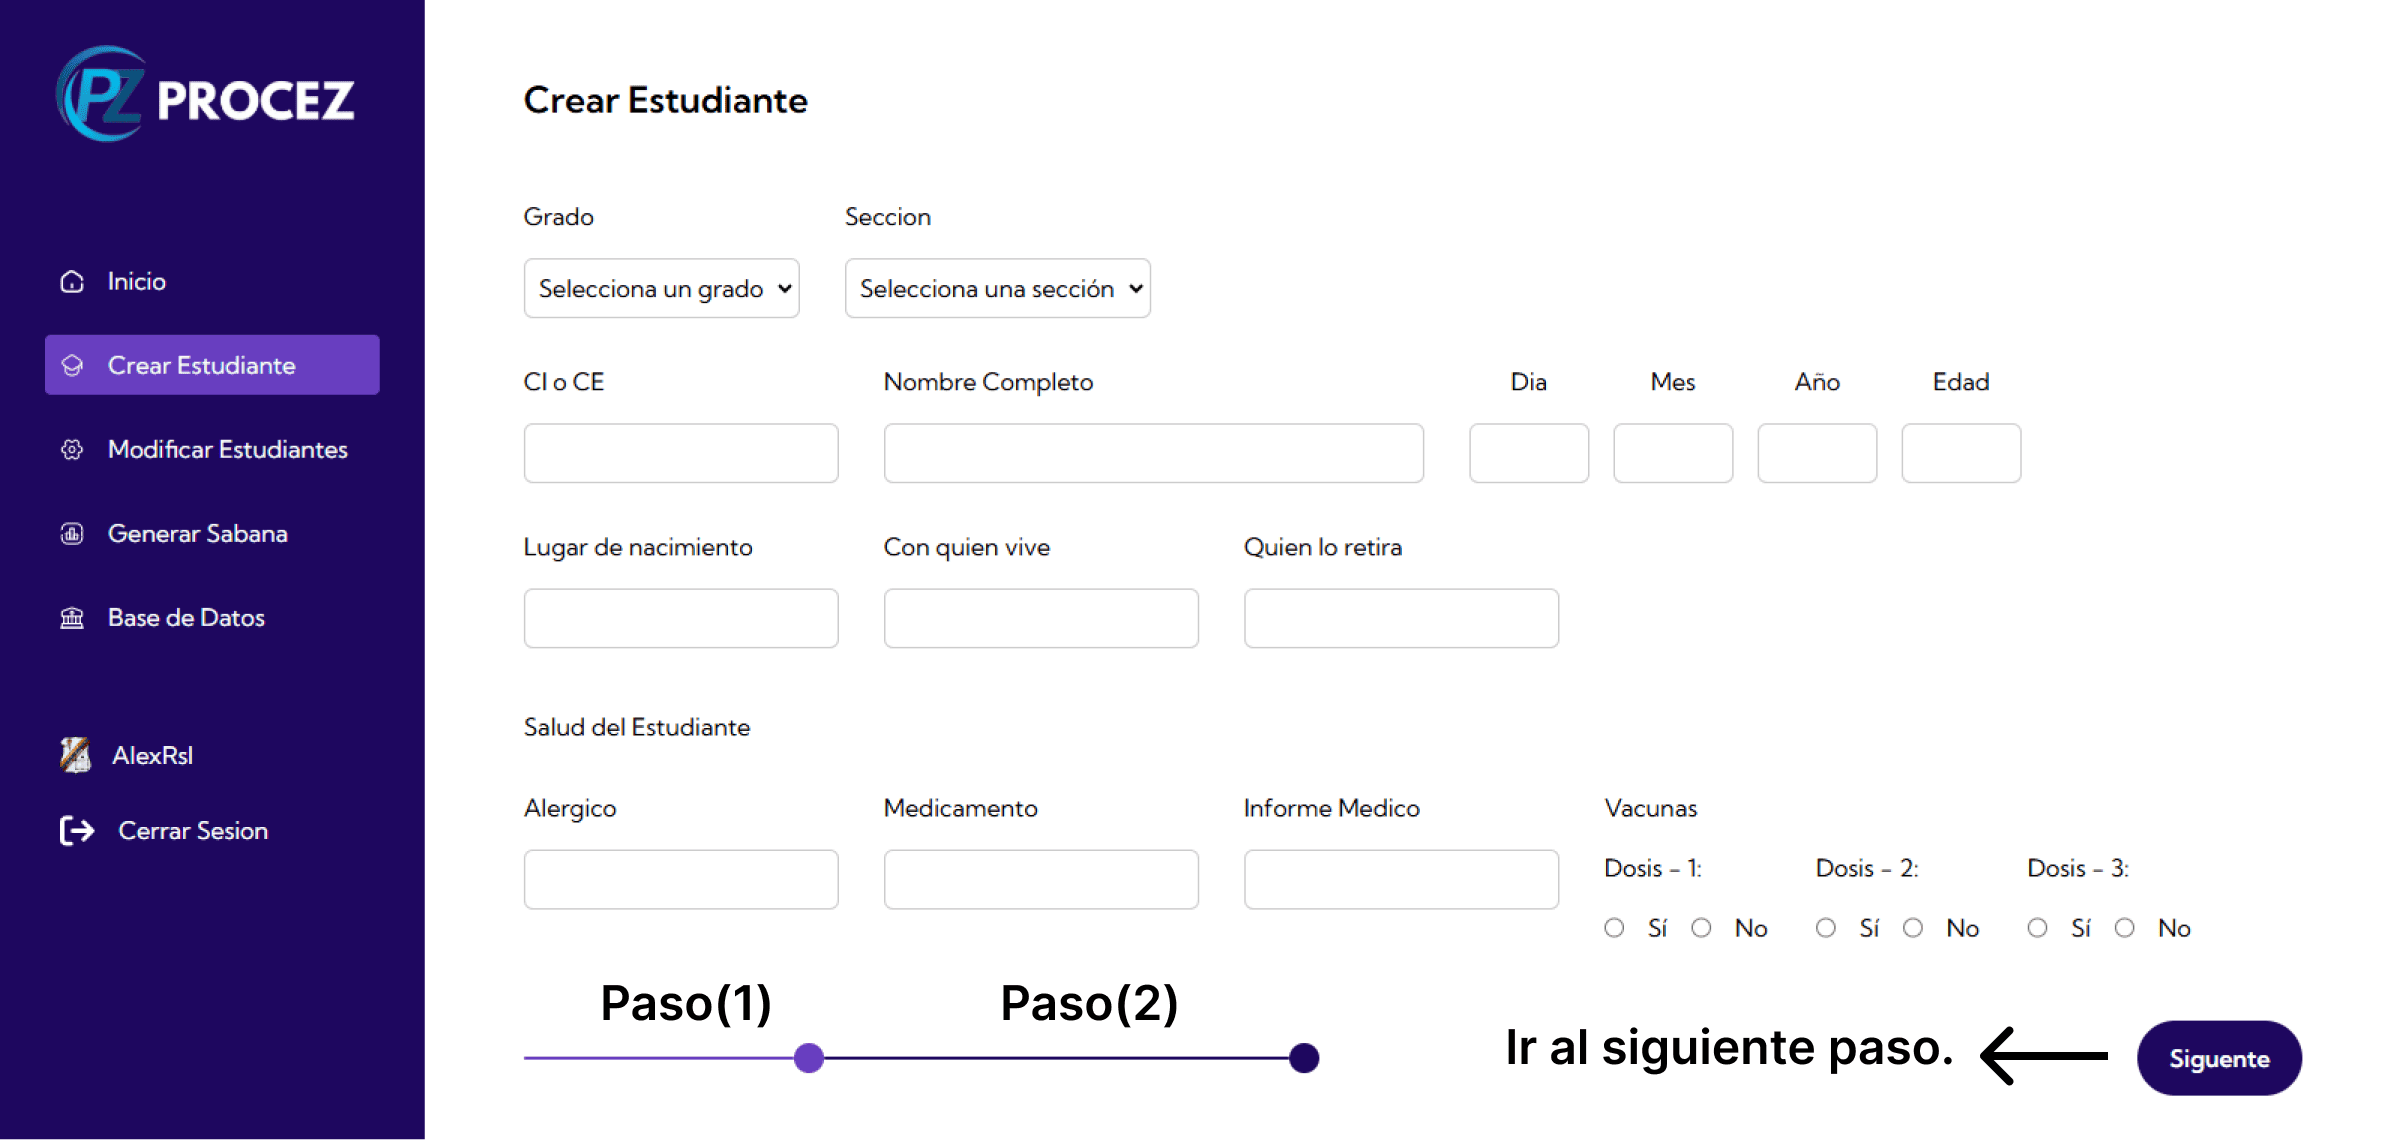 PZ PROCEZ
Inicio
Crear Estudiante
Modificar Estudiantes
Generar Sabana
Base de Datos
AlexRsl
Cerrar Sesion
Crear Estudiante
Grado Seccion
Selecciona un grado Selecciona una sección
CI o CE Nombre Completo Dia Mes Año Edad
Lugar de nacimiento Con quien vive Quien lo retira
Salud del Estudiante
Alergico Medicamento Informe Medico Vacunas
Dosis - 1: Dosis - 2: Dosis - 3:
Sí No Sí No Sí No
Paso(1) Paso(2)
Ir al siguiente paso. Siguente